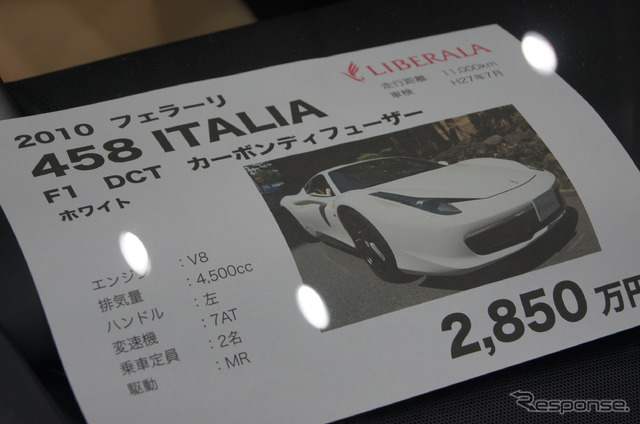 LIBERALA
走行距離 11,000km
車検 H27年7月
2010 フェラーリ
458 ITALIA
F1 DCT カーボンディフューザー
ホワイト
エンジン : V8
排気量 : 4,500cc
ハンドル : 左
変速機 : 7AT
乗車定員 : 2名
駆動 : MR
2,850 万円
Response.